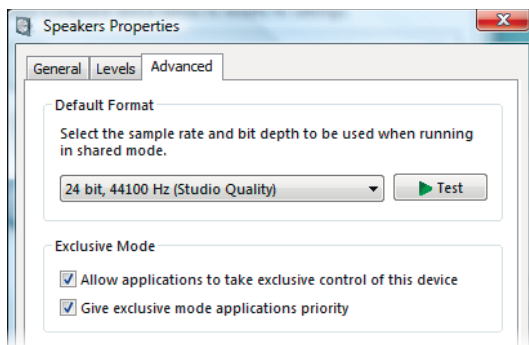 Speakers Properties
General Levels Advanced
Default Format
Select the sample rate and bit depth to be used when running
in shared mode.
24 bit, 44100 Hz (Studio Quality) Test
Exclusive Mode
Allow applications to take exclusive control of this device
Give exclusive mode applications priority